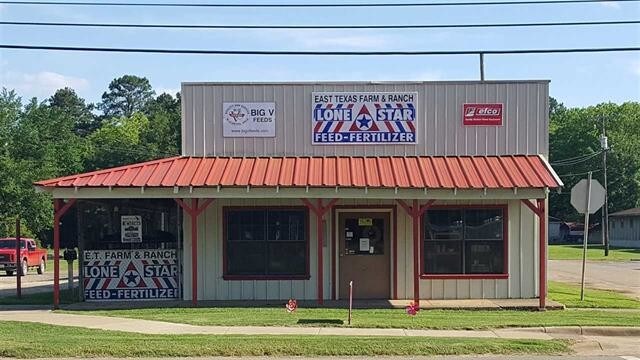 BIG V
FEEDS
EAST TEXAS FARM & RANCH
LONE STAR
FEED-FERTILIZER
efco
E.T. FARM & RANCH
LONE STAR
FEED-FERTILIZER